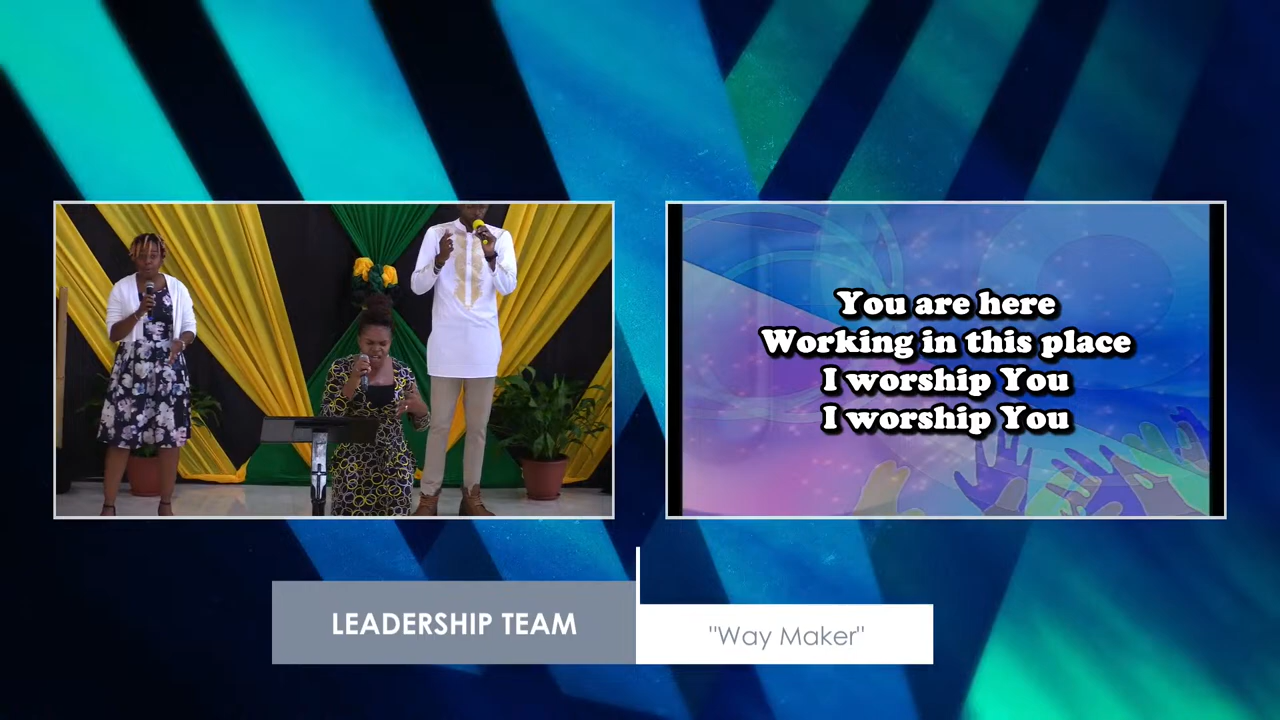 You are here
Working in this place
I worship You
I worship You
LEADERSHIP TEAM
"Way Maker"